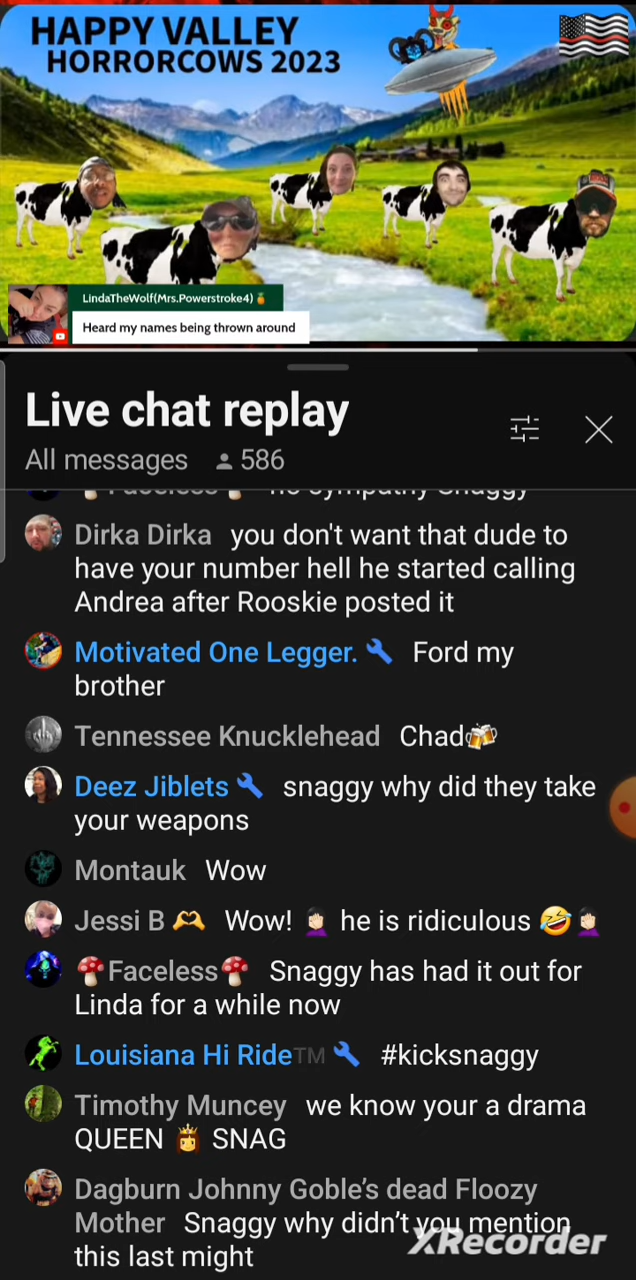 HAPPY VALLEY
HORRORCOWS 2023
LindaTheWolf(Mrs.Powerstroke4)🍍
Heard my names being thrown around
Live chat replay
All messages 586
🍄Faceless🍄 no sympathy Snaggy
Dirka Dirka you don't want that dude to
have your number hell he started calling
Andrea after Rooskie posted it
Motivated One Legger. 🔧 Ford my
brother
Tennessee Knucklehead Chad🍻
Deez Jiblets 🔧 snaggy why did they take
your weapons
Montauk Wow
Jessi B 🫶 Wow! 🤦🏻‍♀️ he is ridiculous 🤣🤦🏻‍♀️
🍄Faceless🍄 Snaggy has had it out for
Linda for a while now
Louisiana Hi Ride™ 🔧 #kicksnaggy
Timothy Muncey we know your a drama
QUEEN 👸 SNAG
Dagburn Johnny Goble’s dead Floozy
Mother Snaggy why didn’t you mention
this last might
XRecorder